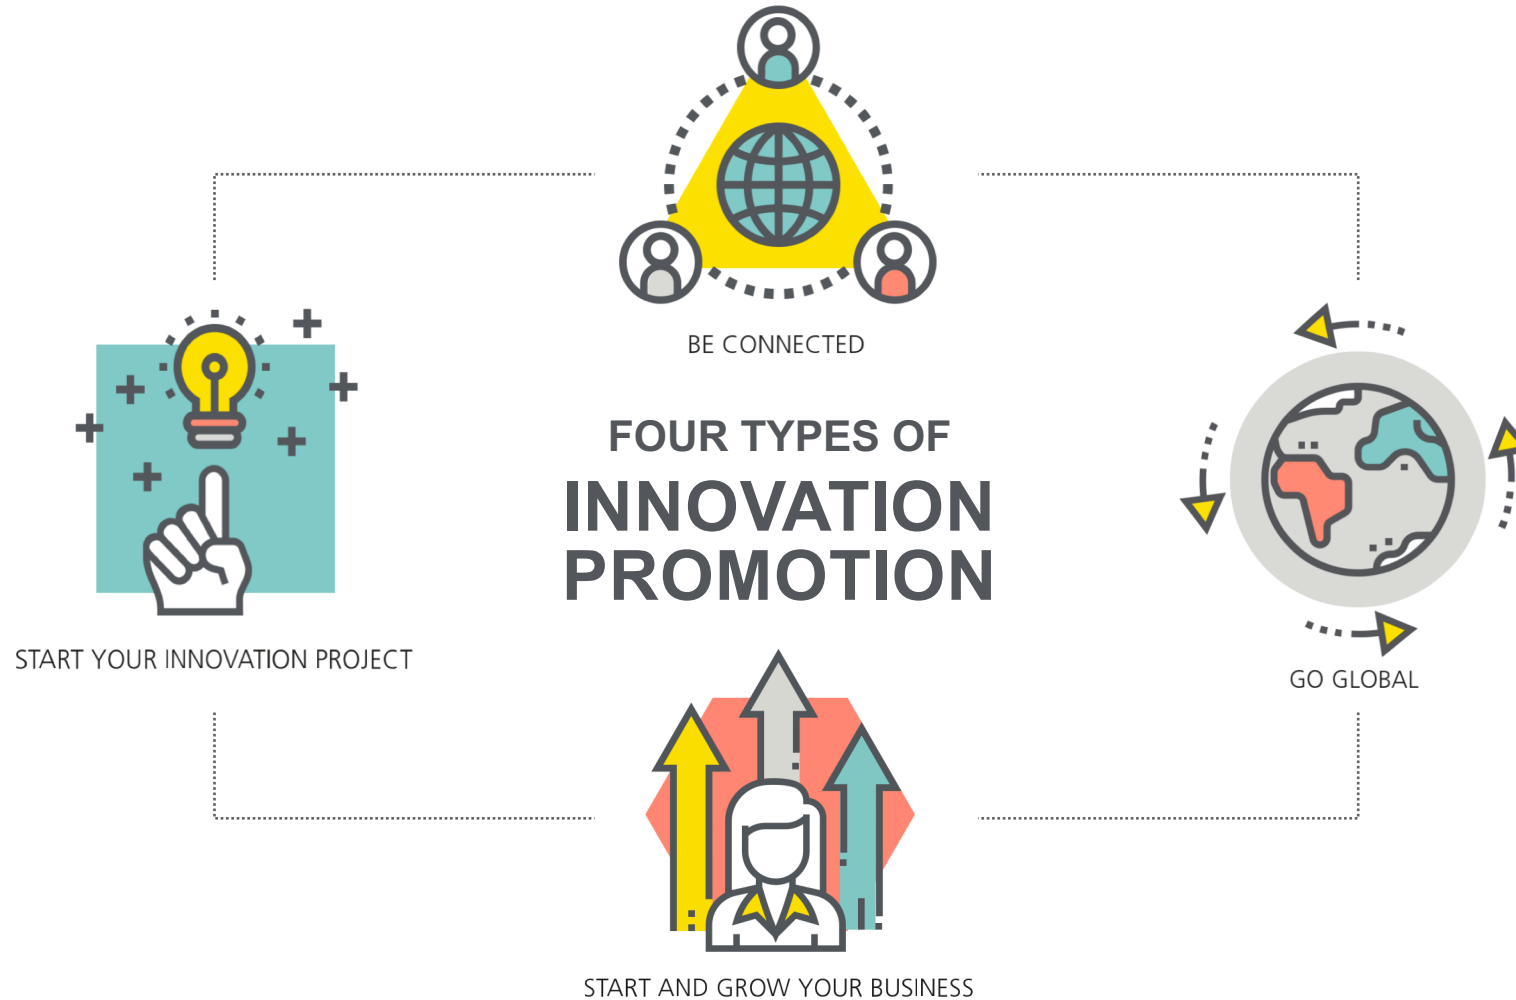 BE CONNECTED
FOUR TYPES OF
INNOVATION
PROMOTION
START YOUR INNOVATION PROJECT
GO GLOBAL
START AND GROW YOUR BUSINESS